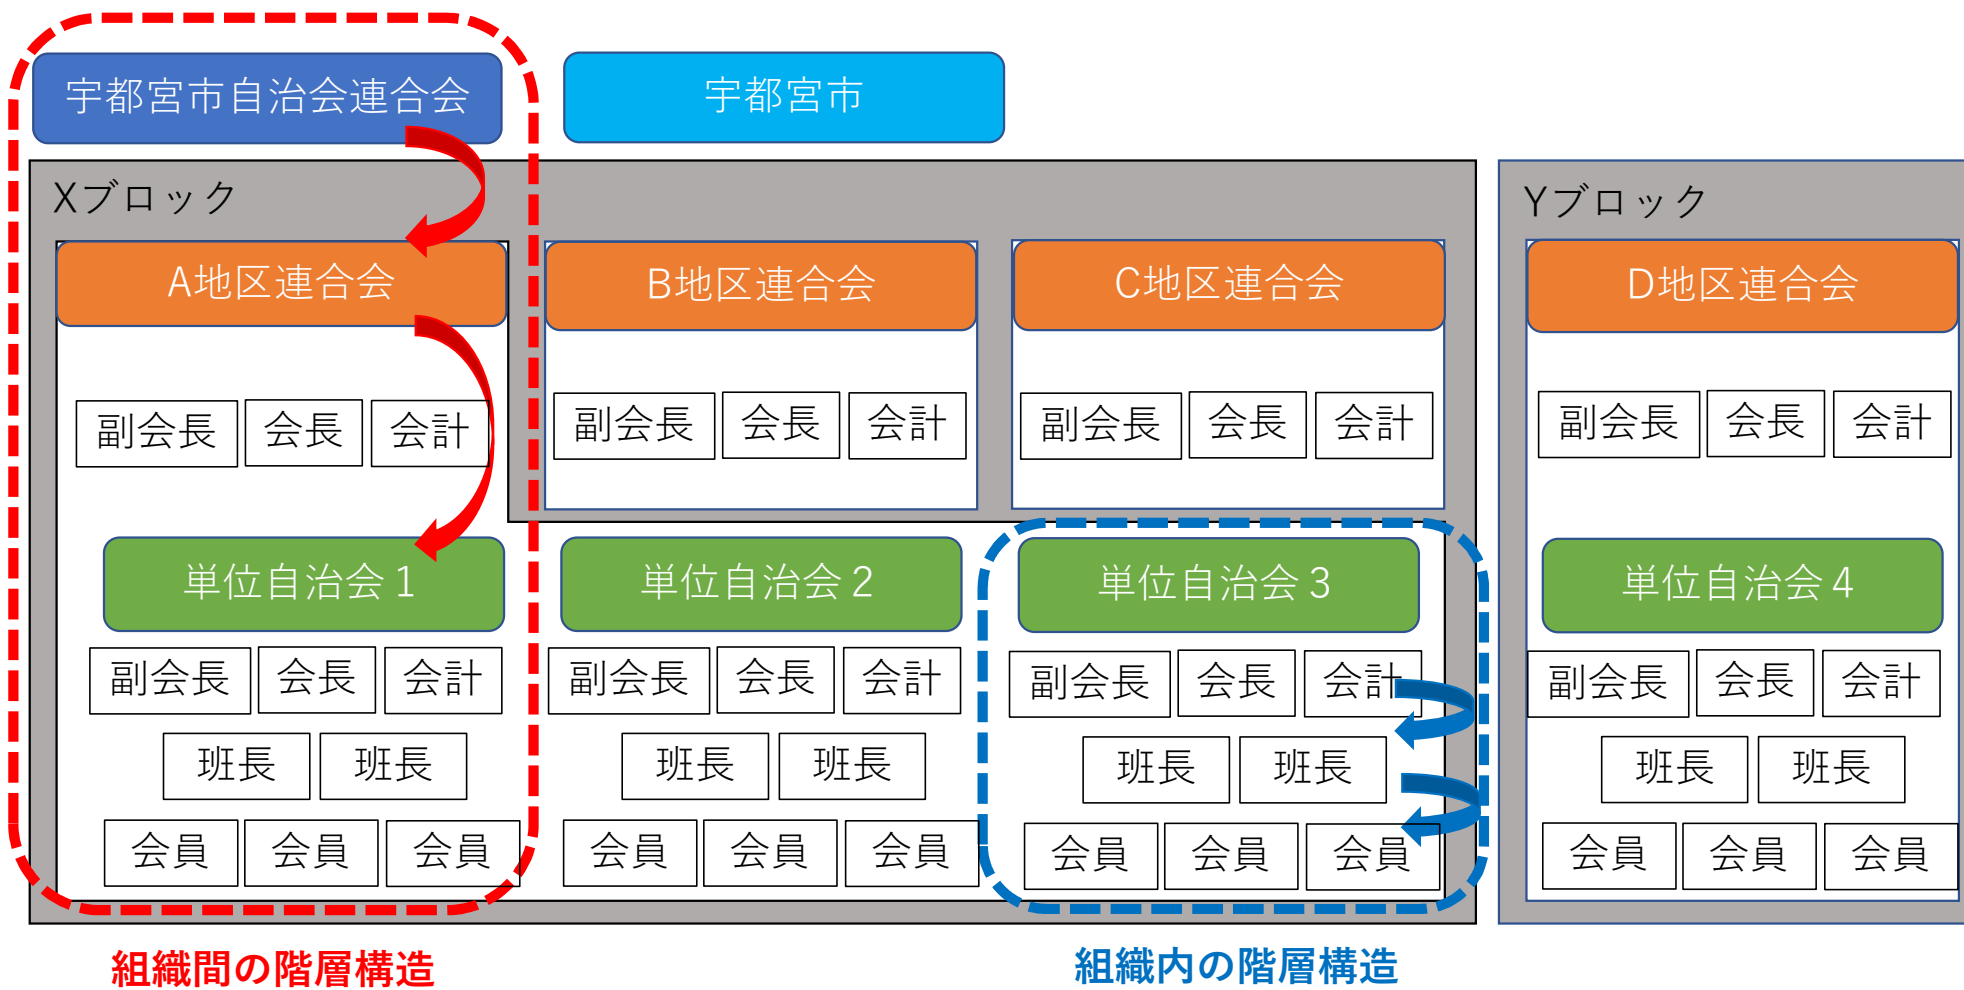 宇都宮市自治会連合会
宇都宮市
Xブロック
Yブロック
A地区連合会
B地区連合会
C地区連合会
D地区連合会
副会長 会長 会計
副会長 会長 会計
副会長 会長 会計
副会長 会長 会計
単位自治会1
単位自治会2
単位自治会3
単位自治会4
副会長 会長 会計
副会長 会長 会計
副会長 会長 会計
副会長 会長 会計
班長 班長
班長 班長
班長 班長
班長 班長
会員 会員 会員
会員 会員 会員
会員 会員 会員
会員 会員 会員
組織間の階層構造
組織内の階層構造